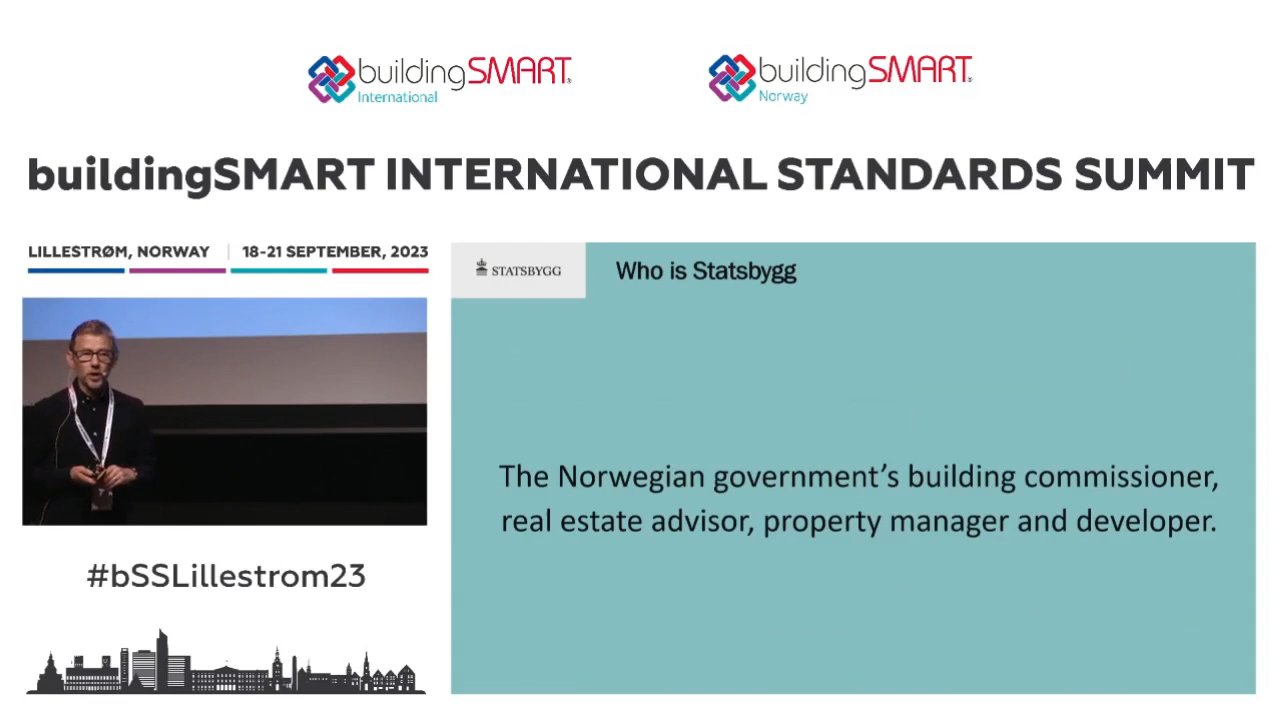 buildingSMART®
International
buildingSMART®
Norway
buildingSMART INTERNATIONAL STANDARDS SUMMIT
LILLESTRØM, NORWAY | 18-21 SEPTEMBER, 2023
STATSBYGG
Who is Statsbygg
The Norwegian government’s building commissioner,
real estate advisor, property manager and developer.
#bSSLillestrom23